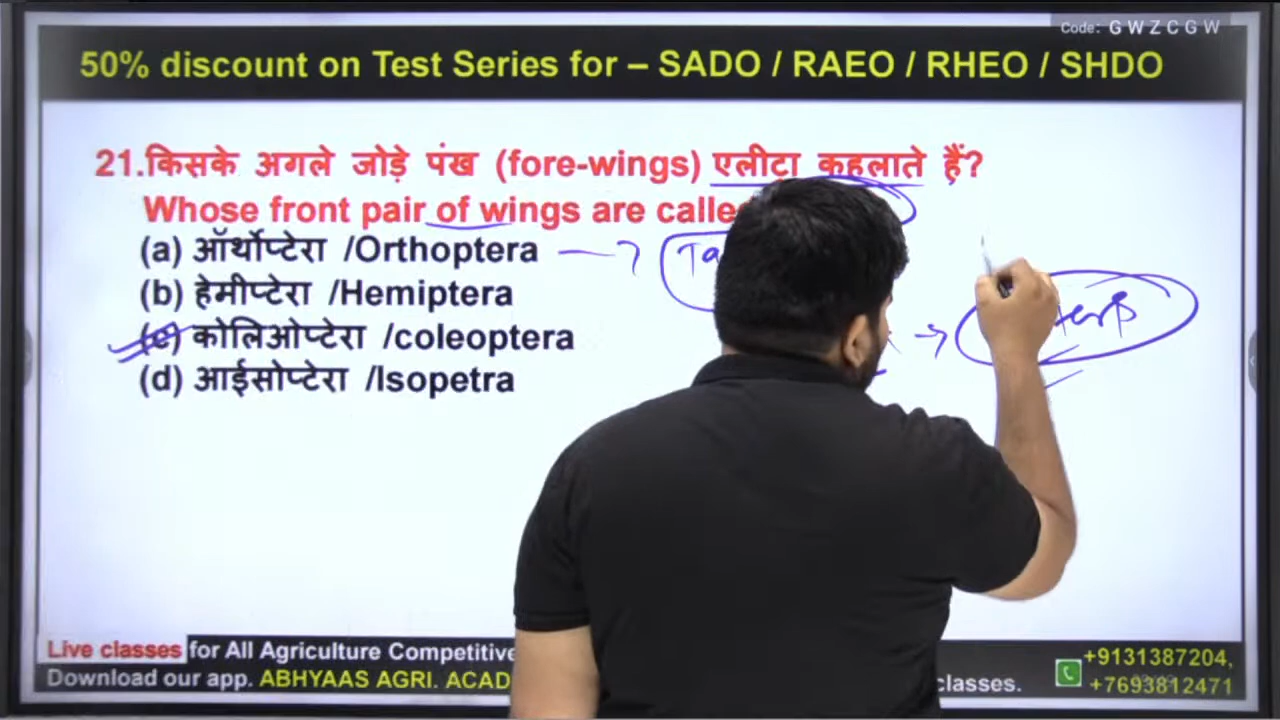 Code: G W Z C G W
50% discount on Test Series for – SADO / RAEO / RHEO / SHDO
21.किसके अगले जोड़े पंख (fore-wings) एलीटा कहलाते हैं?
Whose front pair of wings are called
(a) ऑर्थोप्टेरा /Orthoptera
(b) हेमीप्टेरा /Hemiptera
(c) कोलिओप्टेरा /coleoptera
(d) आईसोप्टेरा /Isopetra
Live classes for All Agriculture Competitive
Download our app. ABHYAAS AGRI. classes.
+9131387204,
+7693812471